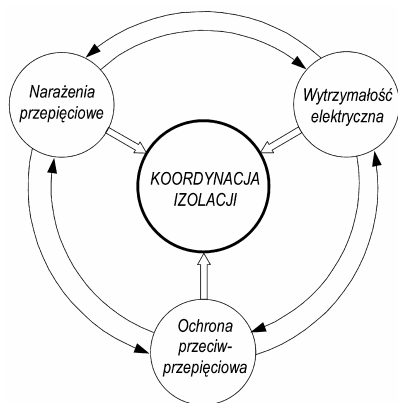 Narażenia
przepięciowe
Wytrzymałość
elektryczna
KOORDYNACJA
IZOLACJI
Ochrona
przeciw-
przepięciowa